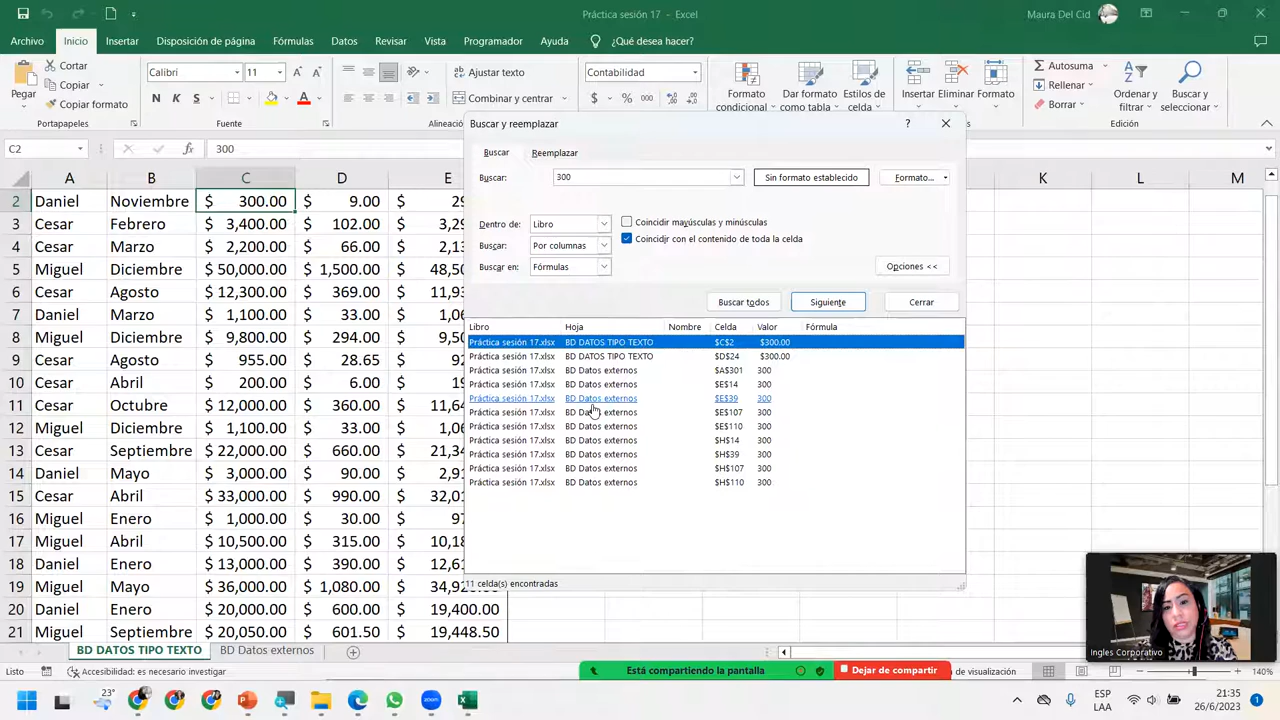 Práctica sesión 17 - Excel
Maura Del Cid
Archivo Inicio Insertar Disposición de página Fórmulas Datos Revisar Vista Programador Ayuda ¿Qué desea hacer?
Pegar
Cortar
Copiar
Copiar formato
Portapapeles
Calibri 11
N K S
Fuente
Ajustar texto
Combinar y centrar
Contabilidad
$ % 000
Formato condicional
Dar formato como tabla
Estilos de celda
Insertar Eliminar Formato
Autosuma
Rellenar
Borrar
Ordenar y filtrar
Buscar y seleccionar
Edición
C2 fx 300
A B C D E K L M
2 Daniel Noviembre $ 300.00 $ 9.00 $
3 Cesar Febrero $ 3,400.00 $ 102.00 $
4 Cesar Marzo $ 2,200.00 $ 66.00 $
5 Miguel Diciembre $ 50,000.00 $ 1,500.00 $
6 Cesar Agosto $ 12,300.00 $ 369.00 $
7 Daniel Marzo $ 1,100.00 $ 33.00 $
8 Miguel Diciembre $ 9,800.00 $ 294.00 $
Cesar Agosto $ 955.00 $ 28.65 $
10 Cesar Abril $ 200.00 $ 6.00 $
11 Cesar Octubre $ 12,000.00 $ 360.00 $
12 Miguel Diciembre $ 1,100.00 $ 33.00 $
13 Cesar Septiembre $ 22,000.00 $ 660.00 $
14 Daniel Mayo $ 3,000.00 $ 90.00 $
15 Cesar Abril $ 33,000.00 $ 990.00 $
16 Miguel Enero $ 1,000.00 $ 30.00 $
17 Miguel Abril $ 10,500.00 $ 315.00 $
18 Daniel Enero $ 13,000.00 $ 390.00 $
19 Miguel Mayo $ 36,000.00 $ 1,080.00 $
20 Daniel Enero $ 20,000.00 $ 600.00 $ 19,400.00
21 Miguel Septiembre $ 20,050.00 $ 601.50 $ 19,448.50
Buscar y reemplazar
Buscar Reemplazar
Buscar: 300 Sin formato establecido Formato...
Dentro de: Libro Coincidir mayúsculas y minúsculas
Buscar: Por columnas Coincidir con el contenido de toda la celda
Buscar en: Fórmulas Opciones <<
Buscar todos Siguiente Cerrar
Libro Hoja Nombre Celda Valor Fórmula
Práctica sesión 17.xlsx BD DATOS TIPO TEXTO $C$2 $300.00
Práctica sesión 17.xlsx BD DATOS TIPO TEXTO $D$24 $300.00
Práctica sesión 17.xlsx BD Datos externos $A$301 300
Práctica sesión 17.xlsx BD Datos externos $E$14 300
Práctica sesión 17.xlsx BD Datos externos $E$39 300
Práctica sesión 17.xlsx BD Datos externos $E$107 300
Práctica sesión 17.xlsx BD Datos externos $E$110 300
Práctica sesión 17.xlsx BD Datos externos $H$14 300
Práctica sesión 17.xlsx BD Datos externos $H$39 300
Práctica sesión 17.xlsx BD Datos externos $H$107 300
Práctica sesión 17.xlsx BD Datos externos $H$110 300
11 celda(s) encontradas
Ingles Corporativo
BD DATOS TIPO TEXTO BD Datos externos
Listo Accesibilidad: es necesario investigar
Está compartiendo la pantalla Dejar de compartir de visualización 140%
23°
zoom
ESP
LAA
21:35
26/6/2023